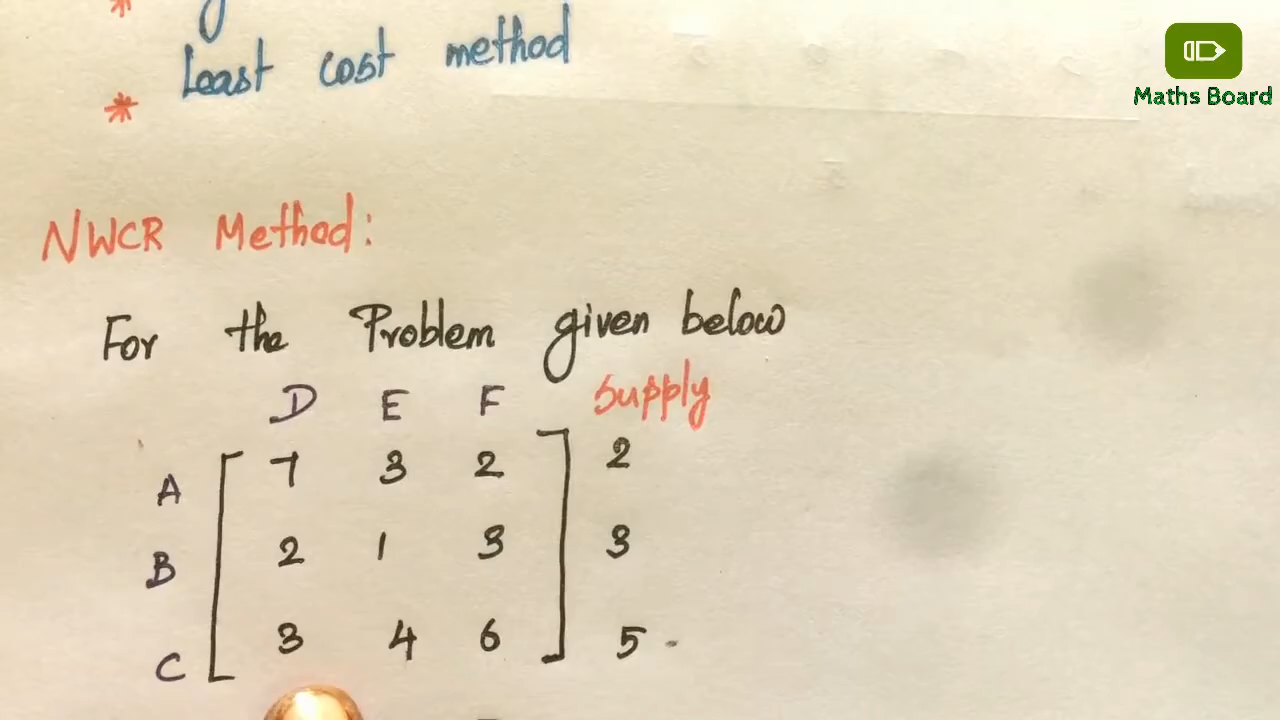 Least cost method
Maths Board
NWCR Method:
For the Problem given below
D E F Supply
A 7 3 2 2
B 2 1 3 3
C 3 4 6 5